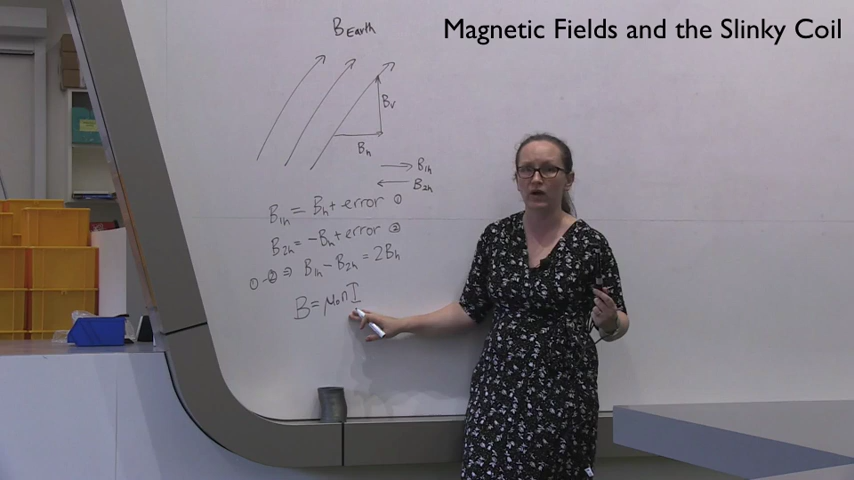 Magnetic Fields and the Slinky Coil
B Earth
Bv
Bh
B1h
B2h
B1h = Bh + error ①
B2h = -Bh + error ②
① - ② ⇒ B1h - B2h = 2Bh
B = μ₀nI